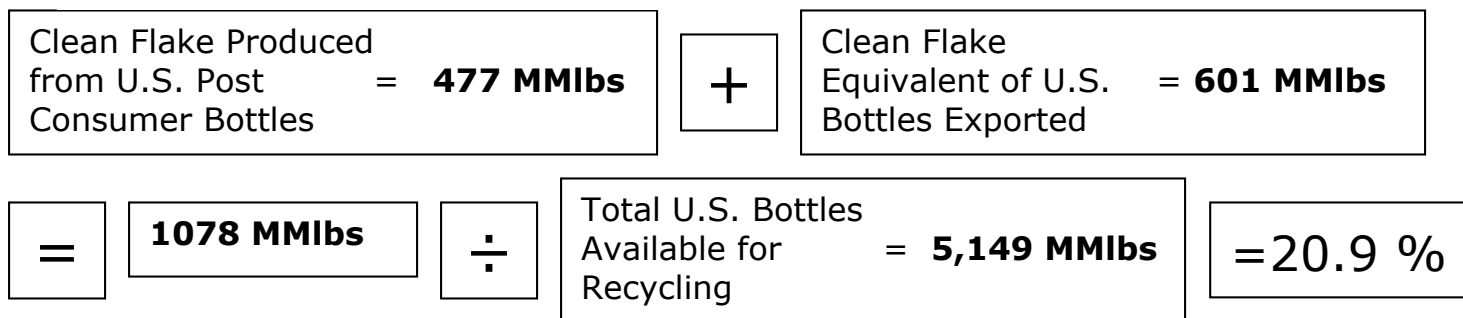 Clean Flake Produced
from U.S. Post = 477 MMlbs
Consumer Bottles
+
Clean Flake
Equivalent of U.S. = 601 MMlbs
Bottles Exported
=
1078 MMlbs
÷
Total U.S. Bottles
Available for = 5,149 MMlbs
Recycling
=20.9 %